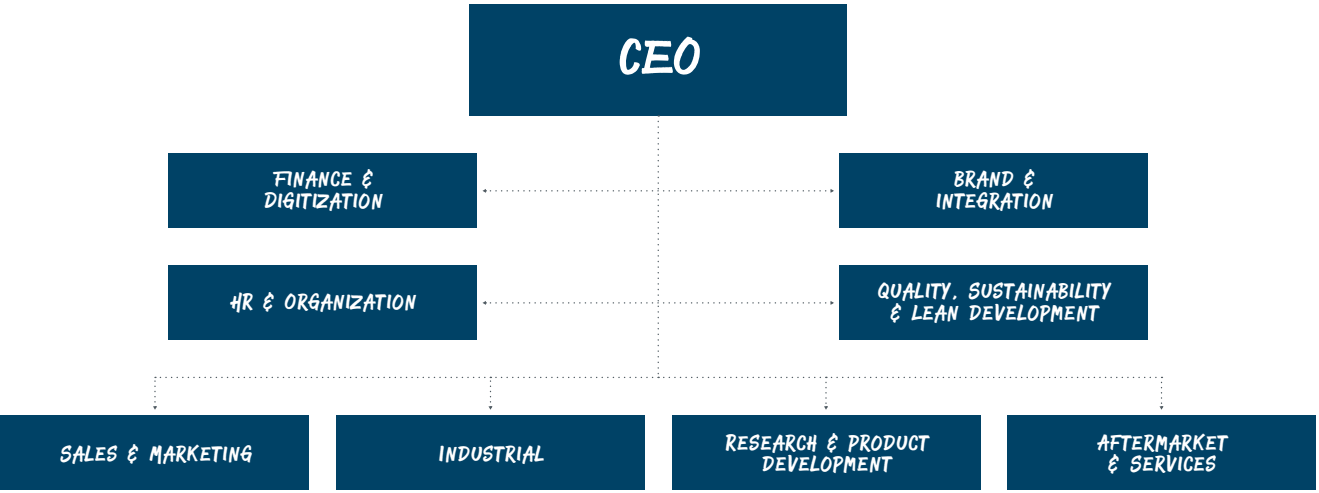 CEO
FINANCE &
DIGITIZATION
BRAND &
INTEGRATION
HR & ORGANIZATION
QUALITY, SUSTAINABILITY
& LEAN DEVELOPMENT
SALES & MARKETING
INDUSTRIAL
RESEARCH & PRODUCT
DEVELOPMENT
AFTERMARKET
& SERVICES